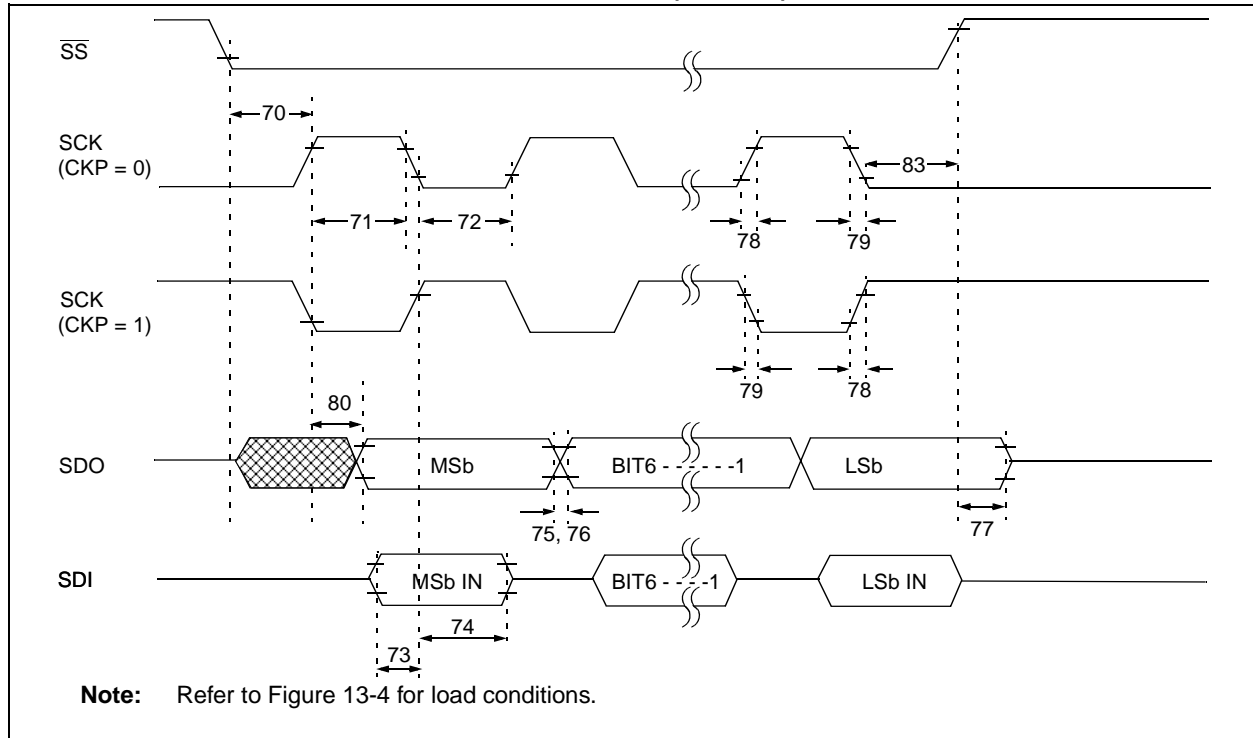 SS
70
SCK
(CKP = 0)
83
71
72
78
79
SCK
(CKP = 1)
79
78
80
SDO
MSb
BIT6 - - - - - -1
LSb
75, 76
77
SDI
MSb IN
BIT6 - - - -1
LSb IN
74
73
Note: Refer to Figure 13-4 for load conditions.